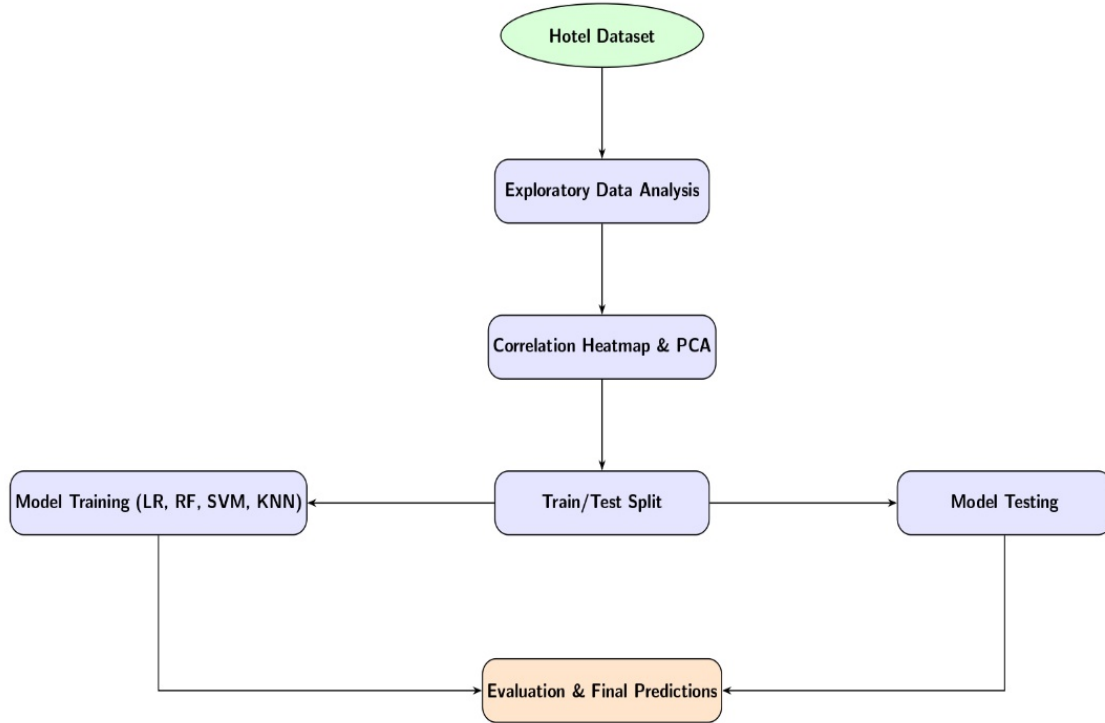 Hotel Dataset
Exploratory Data Analysis
Correlation Heatmap & PCA
Model Training (LR, RF, SVM, KNN)
Train/Test Split
Model Testing
Evaluation & Final Predictions